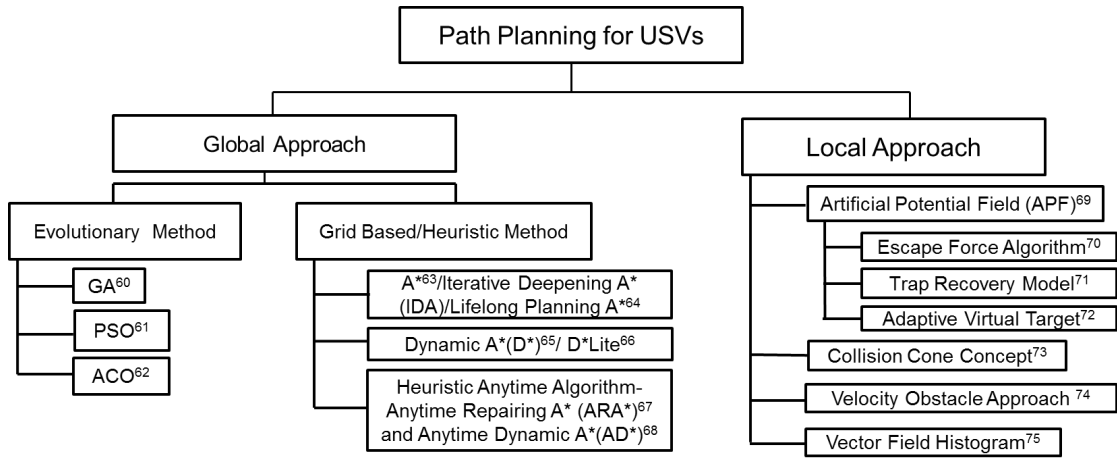 Path Planning for USVs
Global Approach
Local Approach
Evolutionary Method
GA⁶⁰
PSO⁶¹
ACO⁶²
Grid Based/Heuristic Method
A*⁶³/Iterative Deepening A*
(IDA)/Lifelong Planning A*⁶⁴
Dynamic A*(D*)⁶⁵/ D*Lite⁶⁶
Heuristic Anytime Algorithm-
Anytime Repairing A* (ARA*)⁶⁷
and Anytime Dynamic A*(AD*)⁶⁸
Artificial Potential Field (APF)⁶⁹
Escape Force Algorithm⁷⁰
Trap Recovery Model⁷¹
Adaptive Virtual Target⁷²
Collision Cone Concept⁷³
Velocity Obstacle Approach ⁷⁴
Vector Field Histogram⁷⁵